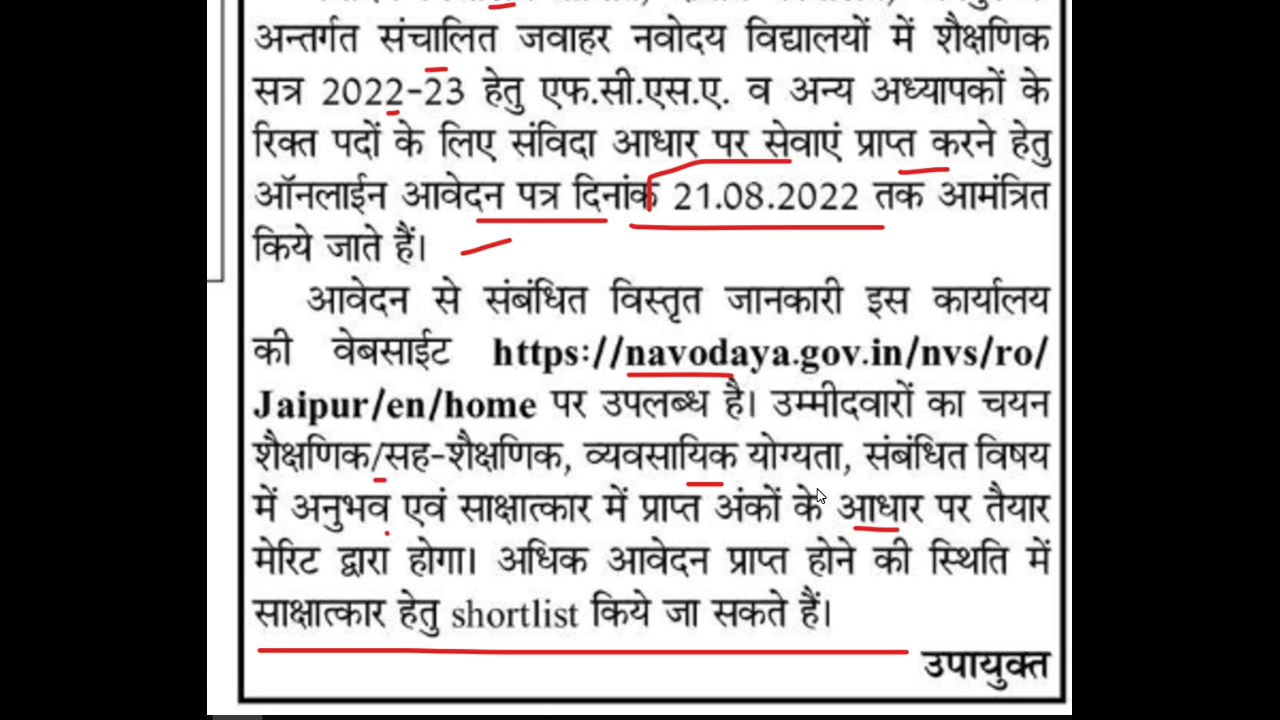 अन्तर्गत संचालित जवाहर नवोदय विद्यालयों में शैक्षणिक
सत्र 2022-23 हेतु एफ.सी.एस.ए. व अन्य अध्यापकों के
रिक्त पदों के लिए संविदा आधार पर सेवाएं प्राप्त करने हेतु
ऑनलाईन आवेदन पत्र दिनांक 21.08.2022 तक आमंत्रित
किये जाते हैं।
आवेदन से संबंधित विस्तृत जानकारी इस कार्यालय
की वेबसाईट https://navodaya.gov.in/nvs/ro/
Jaipur/en/home पर उपलब्ध है। उम्मीदवारों का चयन
शैक्षणिक/सह-शैक्षणिक, व्यवसायिक योग्यता, संबंधित विषय
में अनुभव एवं साक्षात्कार में प्राप्त अंकों के आधार पर तैयार
मेरिट द्वारा होगा। अधिक आवेदन प्राप्त होने की स्थिति में
साक्षात्कार हेतु shortlist किये जा सकते हैं।
उपायुक्त